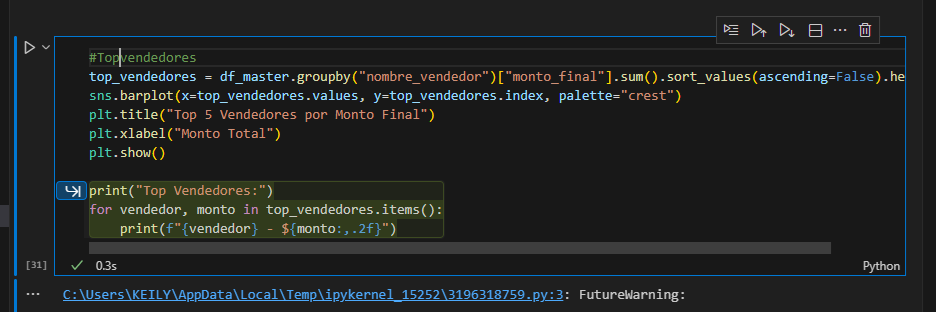 #Topvendedores
top_vendedores = df_master.groupby("nombre_vendedor")["monto_final"].sum().sort_values(ascending=False).he
sns.barplot(x=top_vendedores.values, y=top_vendedores.index, palette="crest")
plt.title("Top 5 Vendedores por Monto Final")
plt.xlabel("Monto Total")
plt.show()
print("Top Vendedores:")
for vendedor, monto in top_vendedores.items():
    print(f"{vendedor} - ${monto:,.2f}")
[31] 0.3s Python
C:\Users\KEILY\AppData\Local\Temp\ipykernel_15252\3196318759.py:3: FutureWarning: